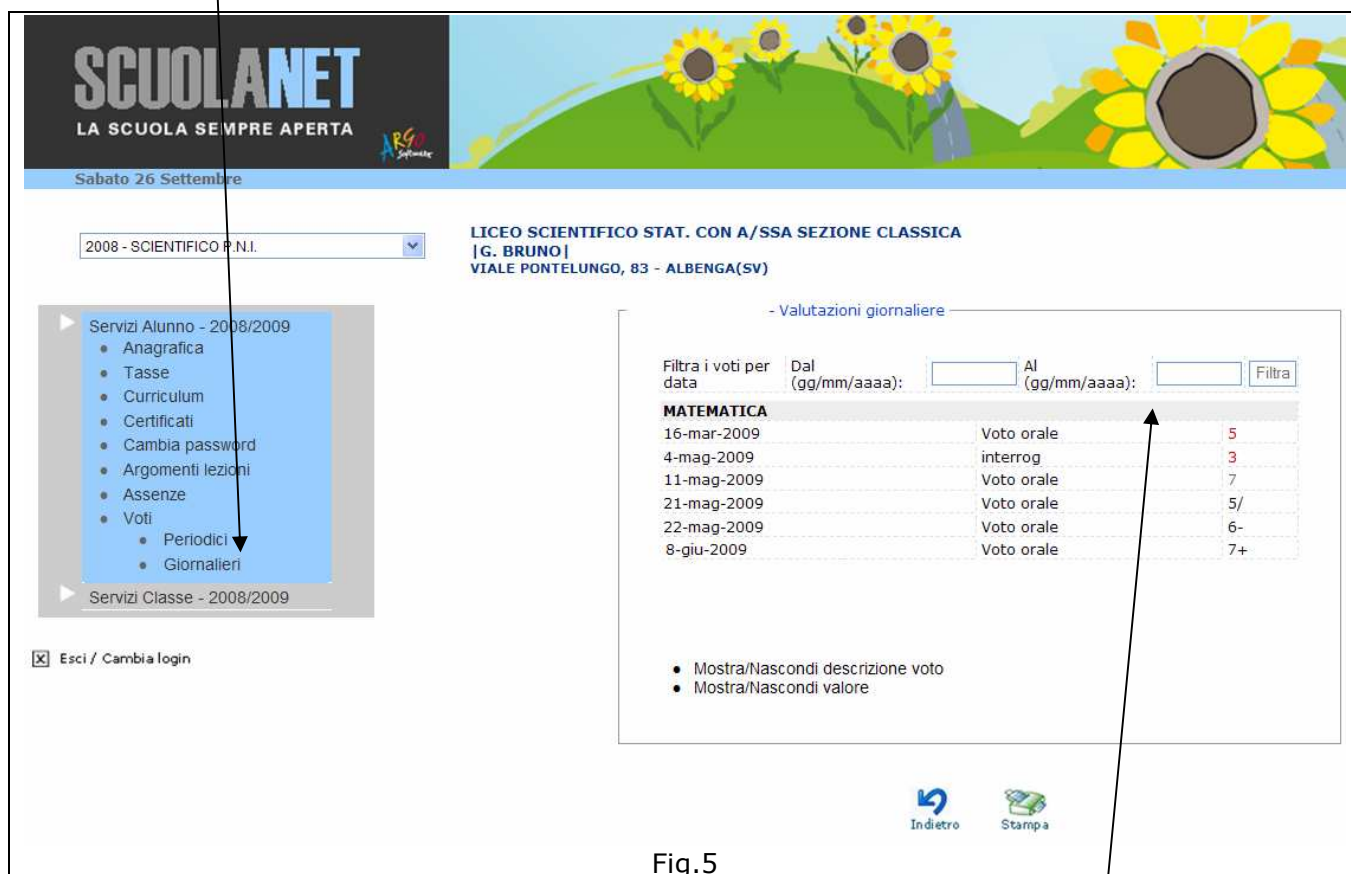 SCUOLANET
LA SCUOLA SEMPRE APERTA
ARGO
Software
Sabato 26 Settembre
2008 - SCIENTIFICO P.N.I.
LICEO SCIENTIFICO STAT. CON A/SSA SEZIONE CLASSICA
|G. BRUNO|
VIALE PONTELUNGO, 83 - ALBENGA(SV)
Servizi Alunno - 2008/2009
Anagrafica
Tasse
Curriculum
Certificati
Cambia password
Argomenti lezioni
Assenze
Voti
Periodici
Giornalieri
Servizi Classe - 2008/2009
Esci / Cambia login
- Valutazioni giornaliere
Filtra i voti per data Dal (gg/mm/aaaa): Al (gg/mm/aaaa): Filtra
MATEMATICA
16-mar-2009 Voto orale 5
4-mag-2009 interrog 3
11-mag-2009 Voto orale 7
21-mag-2009 Voto orale 5/
22-mag-2009 Voto orale 6-
8-giu-2009 Voto orale 7+
Mostra/Nascondi descrizione voto
Mostra/Nascondi valore
Indietro Stampa
Fig.5